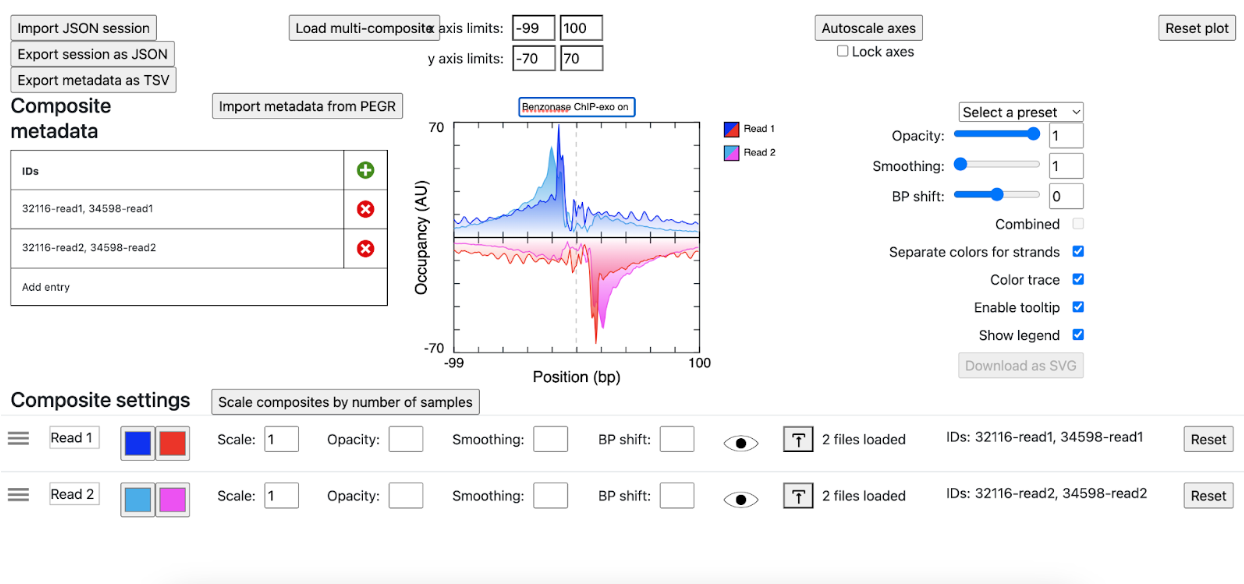 Import JSON session
Export session as JSON
Export metadata as TSV
Load multi-composite
x axis limits: -99 100
y axis limits: -70 70
Autoscale axes
Lock axes
Reset plot
Composite
metadata
Import metadata from PEGR
IDs
32116-read1, 34598-read1
32116-read2, 34598-read2
Add entry
Benzonase ChIP-exo on
70
Occupancy (AU)
-70
-99 100
Position (bp)
Read 1
Read 2
Select a preset
Opacity: 1
Smoothing: 1
BP shift: 0
Combined
Separate colors for strands
Color trace
Enable tooltip
Show legend
Download as SVG
Composite settings
Scale composites by number of samples
Read 1 Scale: 1 Opacity: Smoothing: BP shift: 2 files loaded IDs: 32116-read1, 34598-read1 Reset
Read 2 Scale: 1 Opacity: Smoothing: BP shift: 2 files loaded IDs: 32116-read2, 34598-read2 Reset